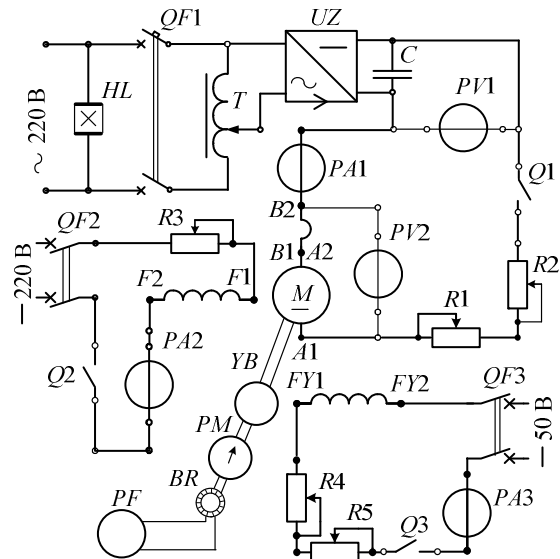 QF1
UZ
C
HL
T
PV1
~ 220 В
PA1
Q1
B2
QF2
R3
B1
A2
PV2
R2
— 220 В
F2
F1
M
R1
PA2
A1
Q2
YB
FY1
FY2
QF3
PM
— 50 В
BR
R4
PA3
PF
R5
Q3